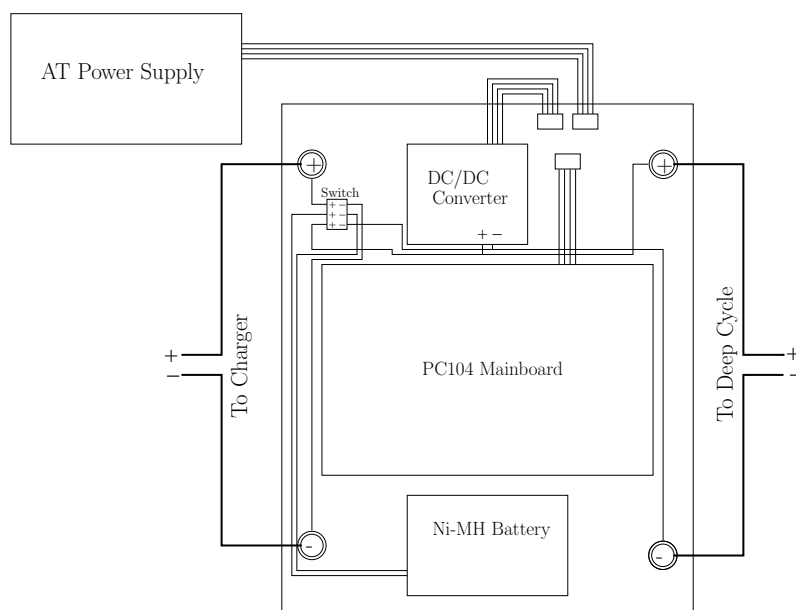 AT Power Supply
+
+
DC/DC
Converter
Switch
+ −
+ −
+ −
+ −
To Charger
+
−
PC104 Mainboard
To Deep Cycle
+
−
Ni-MH Battery
-
-